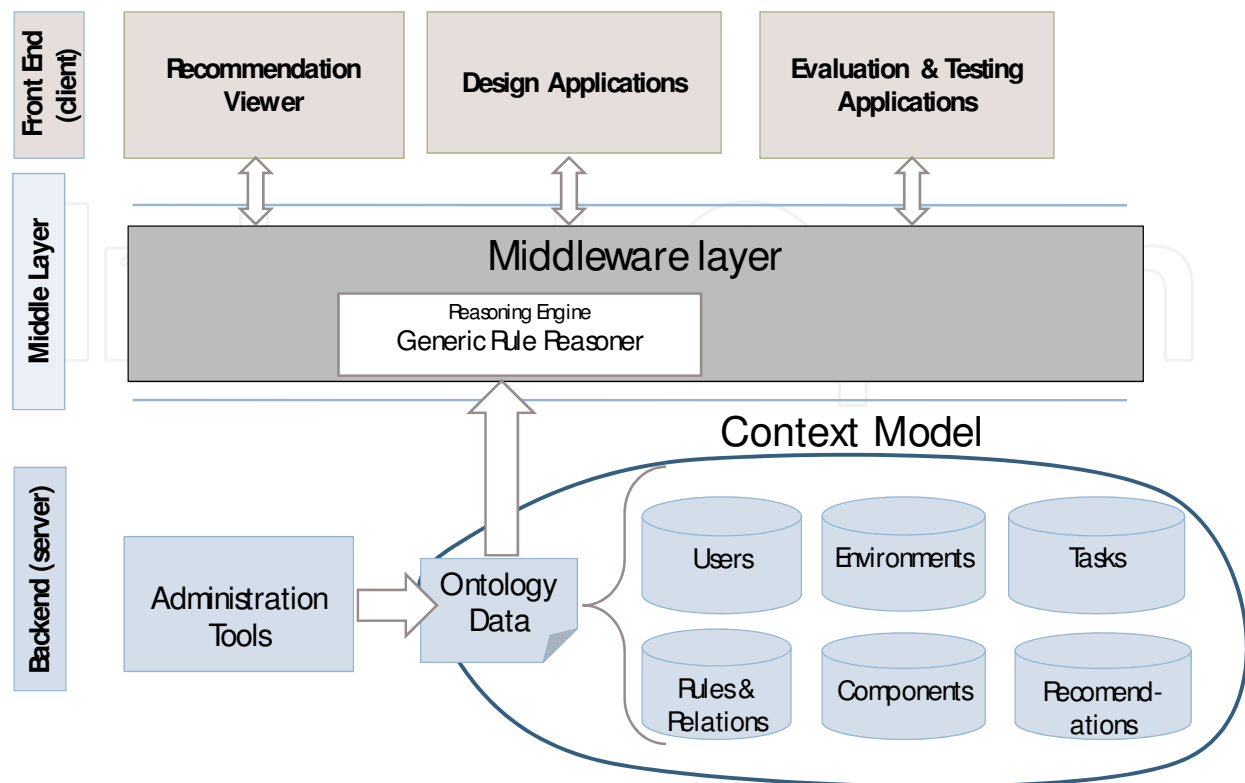 Front End
(client)
Recommendation
Viewer
Design Applications
Evaluation & Testing
Applications
Middle Layer
Middleware layer
Reasoning Engine
Generic Rule Reasoner
Context Model
Backend (server)
Administration
Tools
Ontology
Data
Users
Environments
Tasks
Rules &
Relations
Components
Recomend-
ations